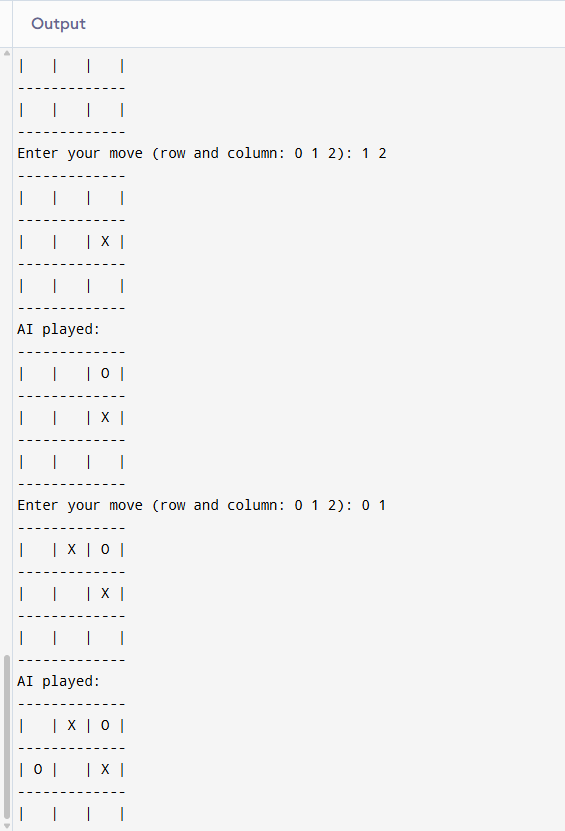 Output
|   |   |   |
-------------
|   |   |   |
-------------
Enter your move (row and column: 0 1 2): 1 2
-------------
|   |   |   |
-------------
|   |   | X |
-------------
|   |   |   |
-------------
AI played:
-------------
|   |   | O |
-------------
|   |   | X |
-------------
|   |   |   |
-------------
Enter your move (row and column: 0 1 2): 0 1
-------------
|   | X | O |
-------------
|   |   | X |
-------------
|   |   |   |
-------------
AI played:
-------------
|   | X | O |
-------------
| O |   | X |
-------------
|   |   |   |